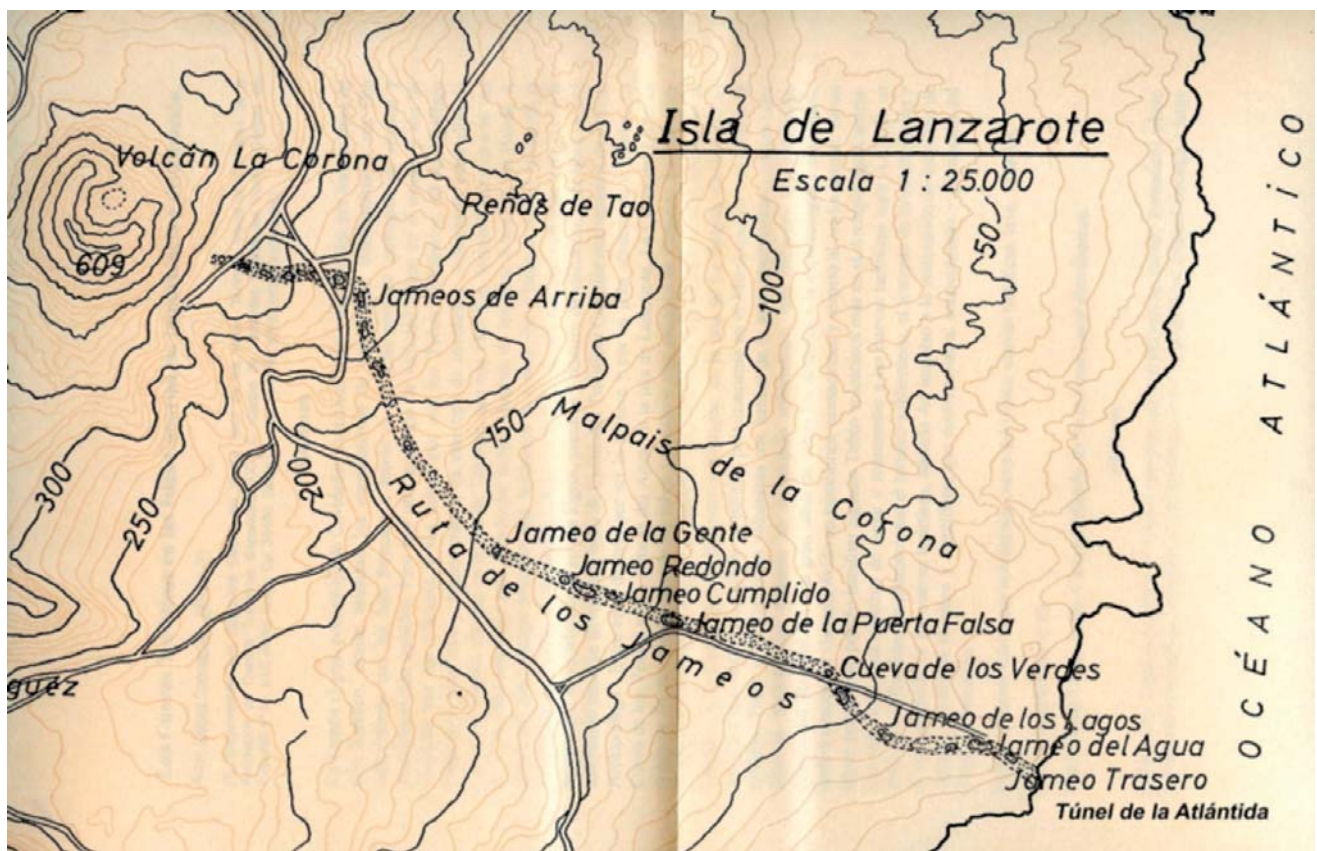 Isla de Lanzarote
Escala 1 : 25.000
Volcán La Corona
609
Peñas de Tao
Jameos de Arriba
50
100
150
200
250
300
Malpais de la Corona
Ruta de los Jameos
Jameo de la Gente
Jameo Redondo
Jameo Cumplido
Jameo de la Puerta Falsa
Cueva de los Verdes
guéz
Jameo de los Lagos
Jameo del Agua
Jameo Trasero
Túnel de la Atlántida
OCÉANO ATLÁNTICO